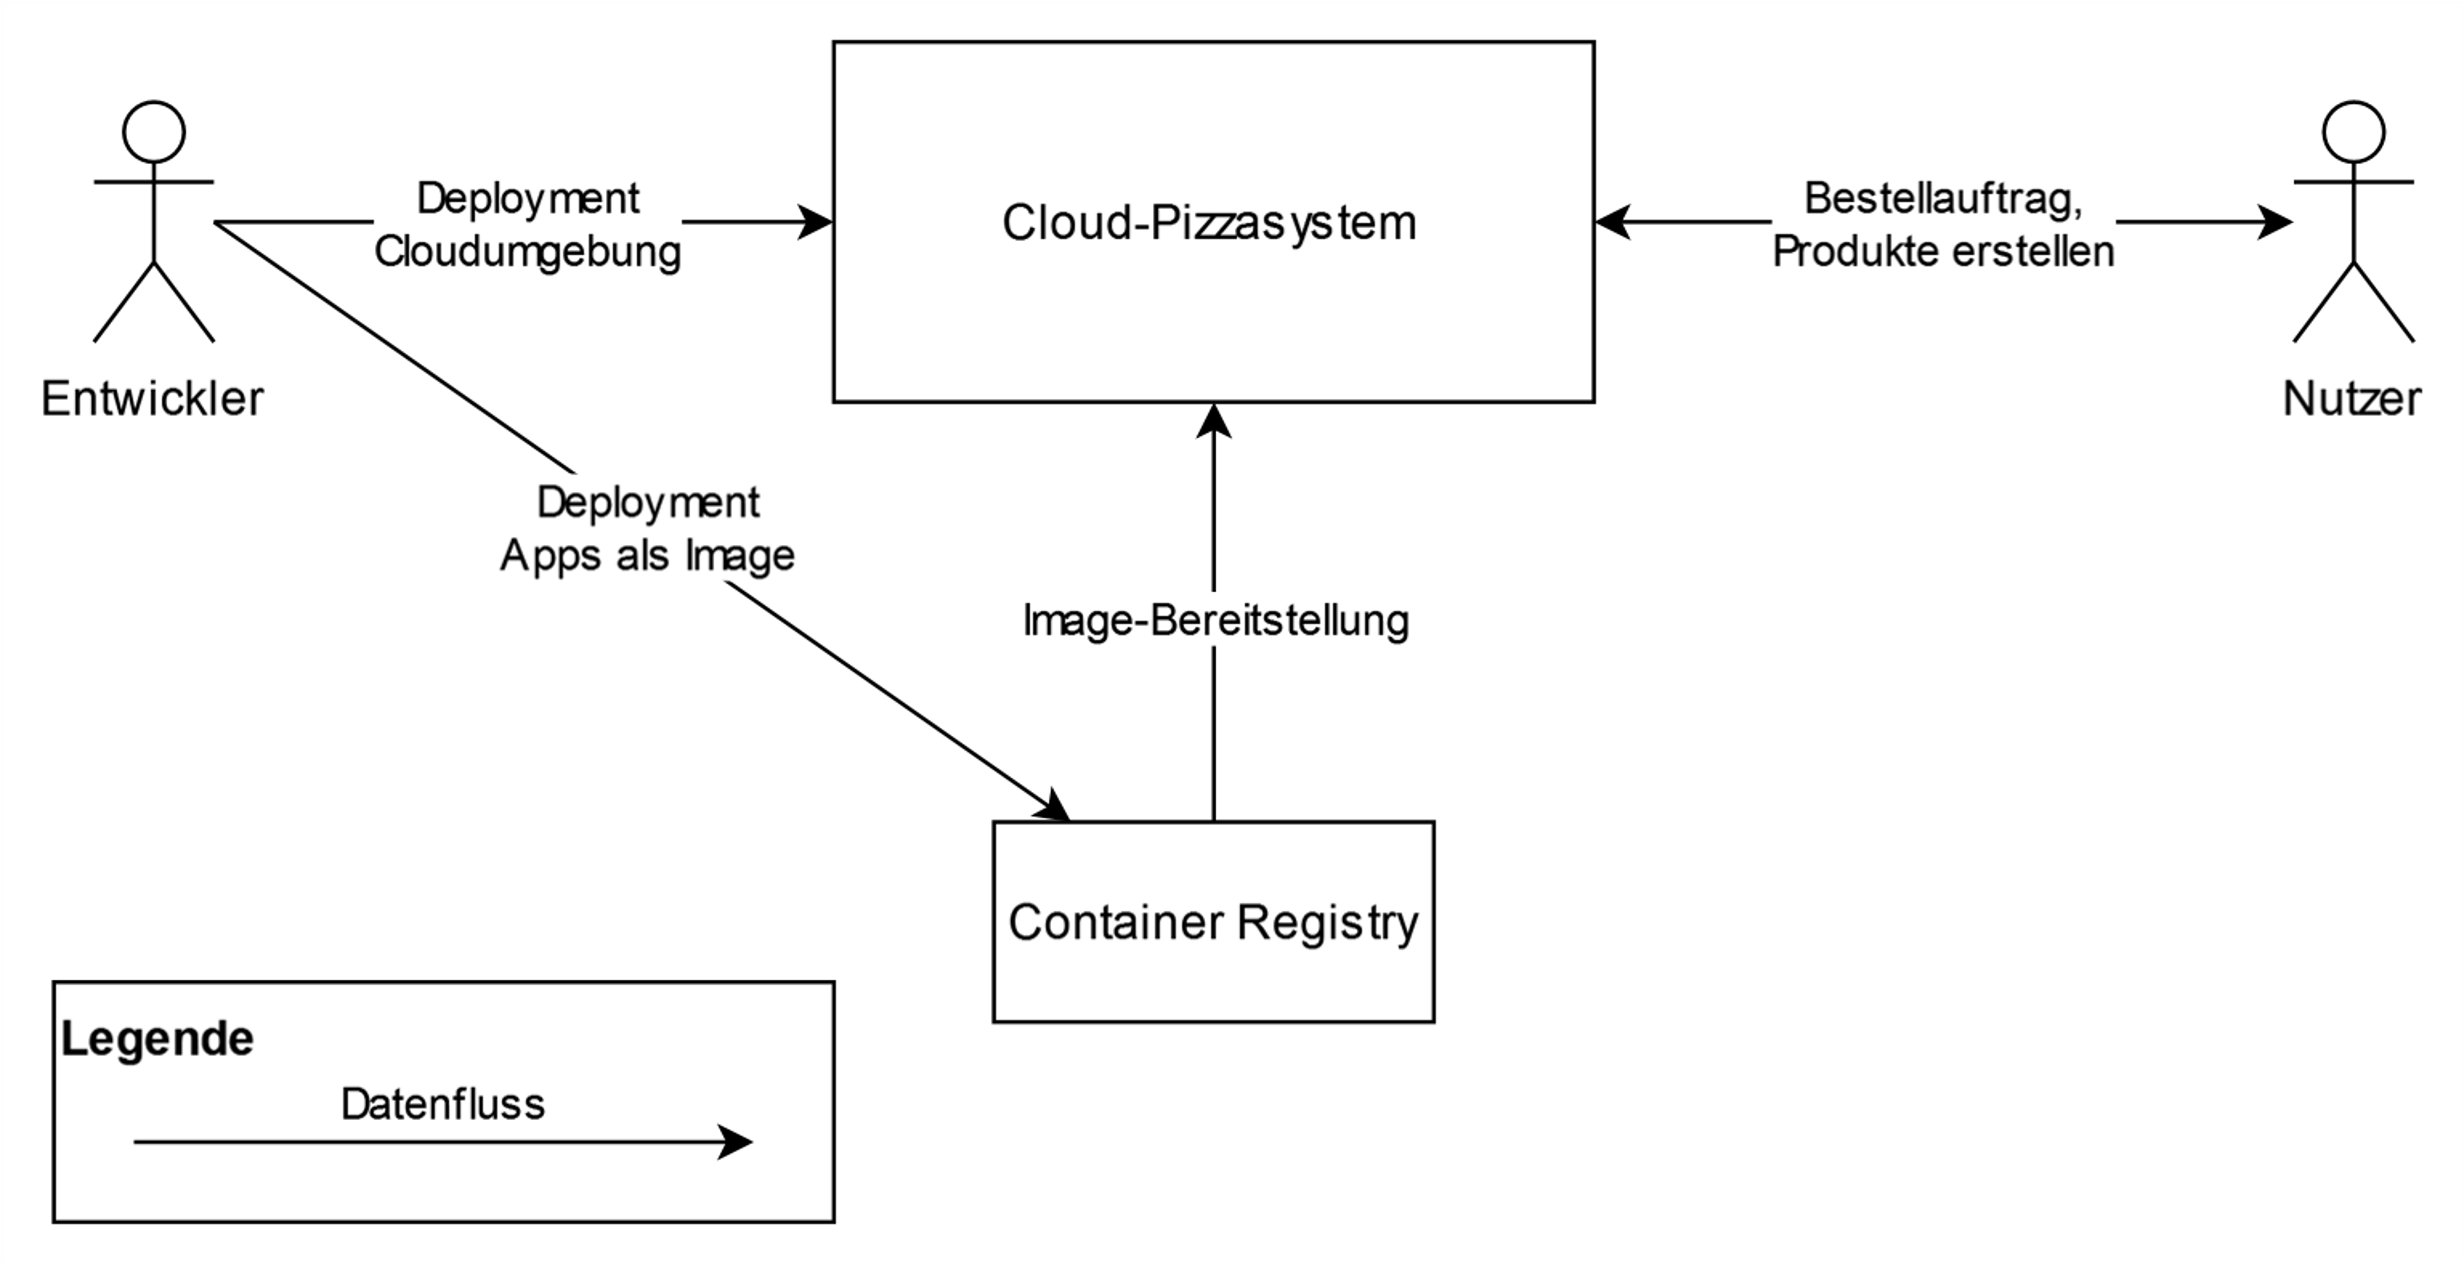 Deployment
Cloudumgebung
Cloud-Pizzasystem
Bestellauftrag,
Produkte erstellen
Entwickler
Nutzer
Deployment
Apps als Image
Image-Bereitstellung
Container Registry
Legende
Datenfluss